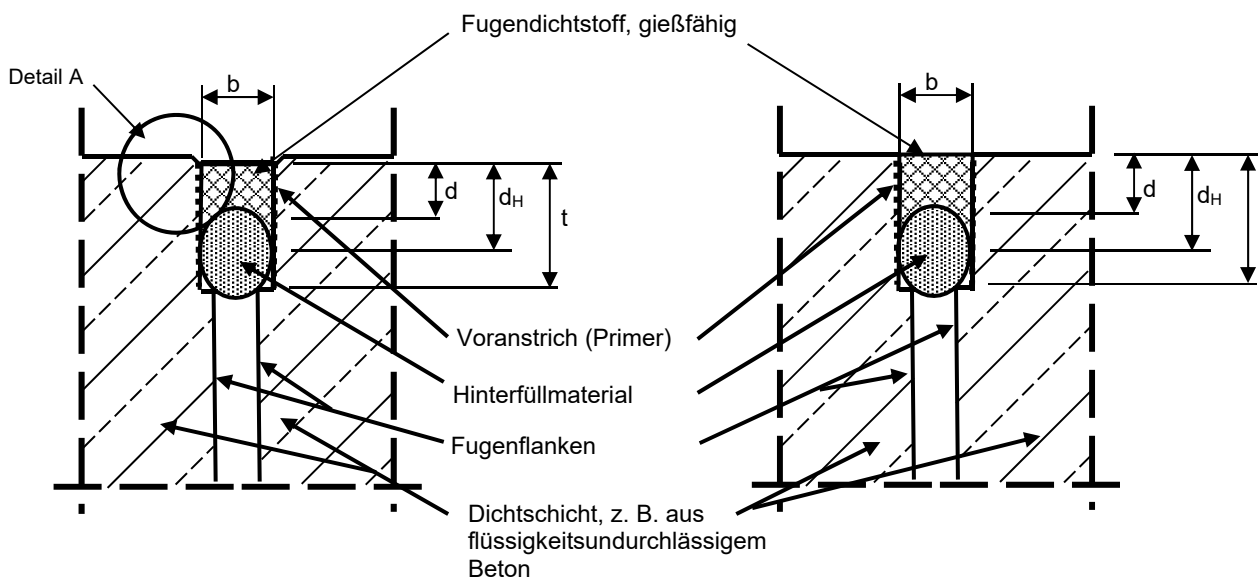 Fugendichtstoff, gießfähig
Detail A
b
b
d
dH
t
d
dH
Voranstrich (Primer)
Hinterfüllmaterial
Fugenflanken
Dichtschicht, z. B. aus
flüssigkeitsundurchlässigem
Beton